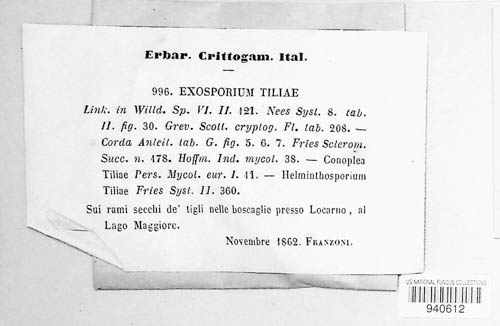 Erbar. Crittogam. Ital.
996. EXOSPORIUM TILIAE
Link. in Willd. Sp. VI. II. 121. Nees Syst. 8. tab.
II. fig. 30. Grev. Scott. cryptog. Fl. tab. 208. —
Corda Anleit. tab. G. fig. 5. 6. 7. Fries Sclerom.
Succ. n. 478. Hoffm. Ind. mycol. 38. — Conoplea
Tiliae Pers. Mycot. eur. I. 11. — Helminthosporium
Tiliae Fries Syst. II. 360.
Sui rami secchi de' tigli nelle boscaglie presso Locarno, al
Lago Maggiore.
Novembre 1862. FRANZONI.
US NATIONAL FUNGUS COLLECTIONS
940612